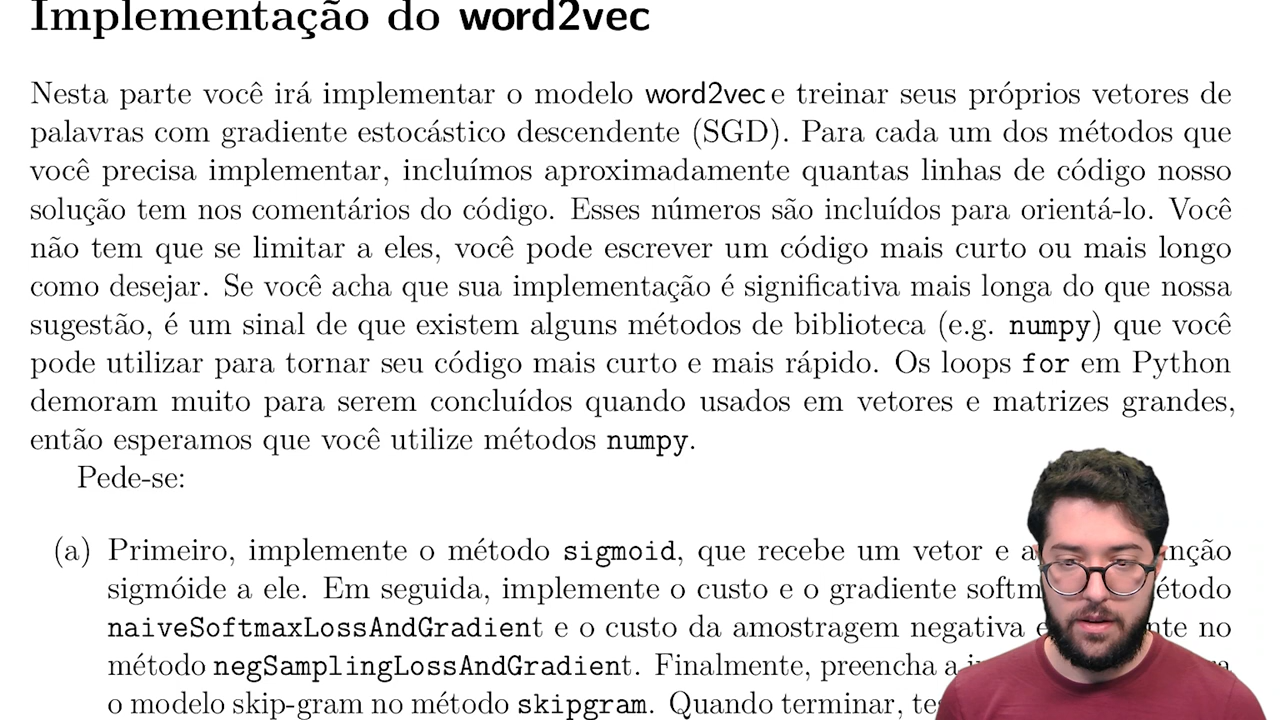 Implementação do word2vec
Nesta parte você irá implementar o modelo word2vec e treinar seus próprios vetores de
palavras com gradiente estocástico descendente (SGD). Para cada um dos métodos que
você precisa implementar, incluímos aproximadamente quantas linhas de código nosso
solução tem nos comentários do código. Esses números são incluídos para orientá-lo. Você
não tem que se limitar a eles, você pode escrever um código mais curto ou mais longo
como desejar. Se você acha que sua implementação é significativa mais longa do que nossa
sugestão, é um sinal de que existem alguns métodos de biblioteca (e.g. numpy) que você
pode utilizar para tornar seu código mais curto e mais rápido. Os loops for em Python
demoram muito para serem concluídos quando usados em vetores e matrizes grandes,
então esperamos que você utilize métodos numpy.
Pede-se:
(a) Primeiro, implemente o método sigmoid, que recebe um vetor e
sigmóide a ele. Em seguida, implemente o custo e o gradiente
naiveSoftmaxLossAndGradient e o custo da amostragem negativa no
método negSamplingLossAndGradient. Finalmente, preencha a
o modelo skip-gram no método skipgram. Quando terminar,